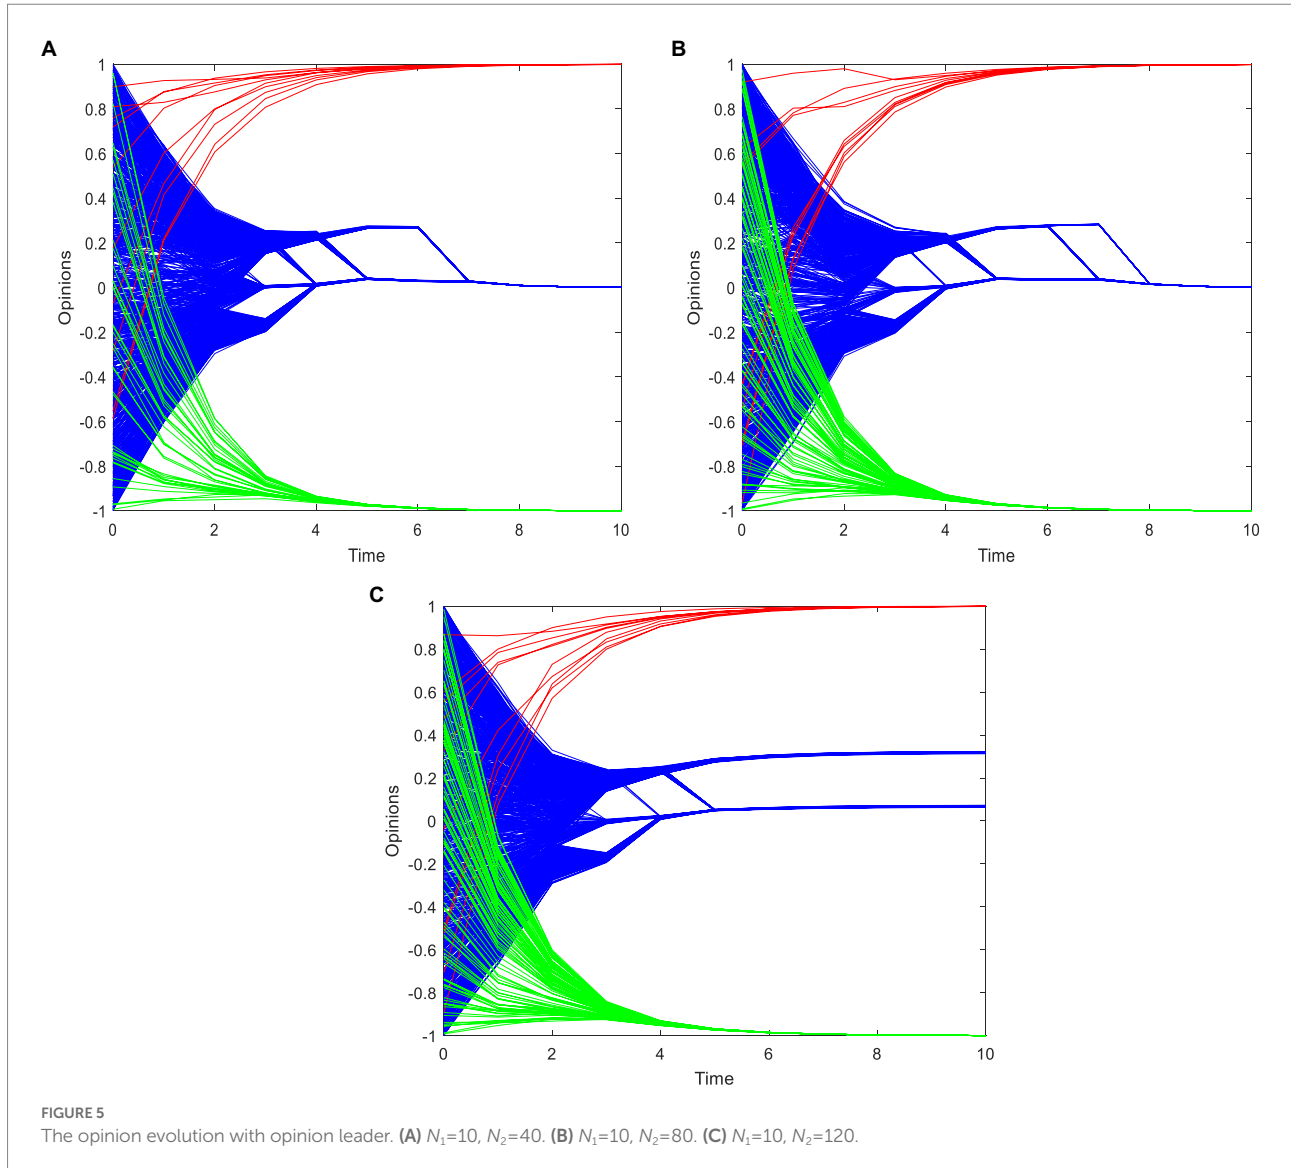 A
1
0.8
0.6
0.4
0.2
0
-0.2
-0.4
-0.6
-0.8
-1
Opinions
0 2 4 6 8 10
Time
B
1
0.8
0.6
0.4
0.2
0
-0.2
-0.4
-0.6
-0.8
-1
Opinions
0 2 4 6 8 10
Time
C
1
0.8
0.6
0.4
0.2
0
-0.2
-0.4
-0.6
-0.8
-1
Opinions
0 2 4 6 8 10
Time
FIGURE 5
The opinion evolution with opinion leader. (A) N₁=10, N₂=40. (B) N₁=10, N₂=80. (C) N₁=10, N₂=120.